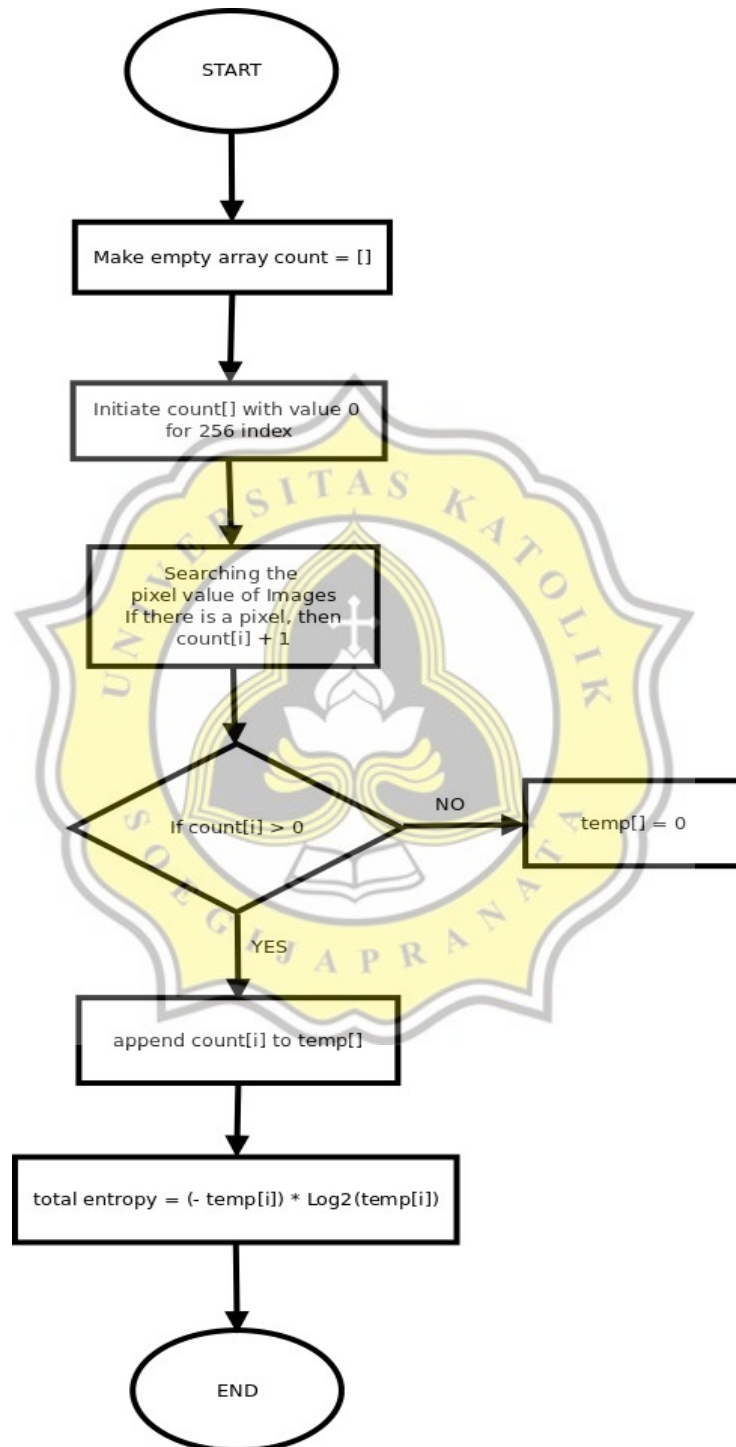 START
Make empty array count = []
Initiate count[] with value 0
for 256 index
UNIVERSITAS KATOLIK
Searching the
pixel value of Images
If there is a pixel, then
count[i] + 1
If count[i] > 0
NO
temp[] = 0
SOEGIJAPRANATA
YES
append count[i] to temp[]
total entropy = (- temp[i]) * Log2(temp[i])
END